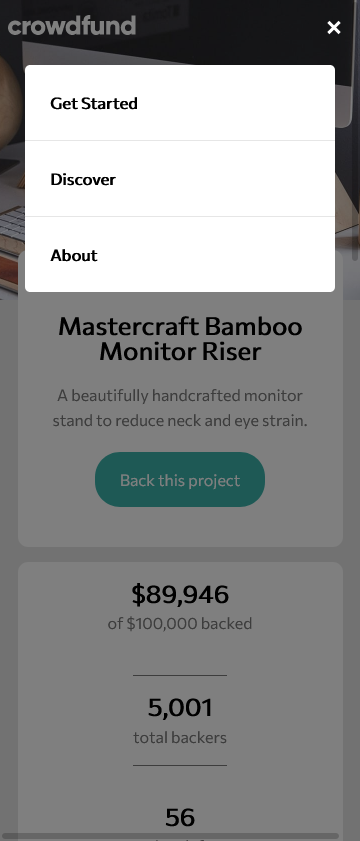 crowdfund
Get Started
Discover
About
Mastercraft Bamboo
Monitor Riser
A beautifully handcrafted monitor
stand to reduce neck and eye strain.
Back this project
$89,946
of $100,000 backed
5,001
total backers
56